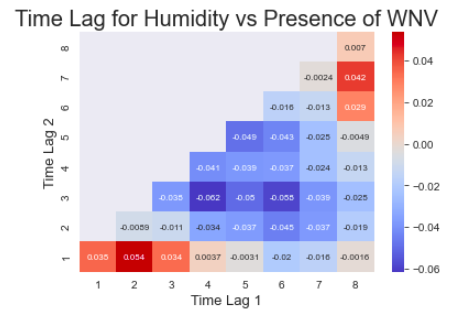 Time Lag for Humidity vs Presence of WNV
8 0.007
7 -0.0024 0.042 0.04
6 -0.016 -0.013 0.029 0.02
5 -0.049 -0.043 -0.025 -0.0049 0.00
Time Lag 2
4 -0.041 -0.039 -0.037 -0.024 -0.013
3 -0.035 -0.062 -0.05 -0.058 -0.039 -0.025 -0.02
2 -0.0089 -0.011 -0.034 -0.037 -0.045 -0.037 -0.019 -0.04
1 0.035 0.054 0.034 0.0037 -0.0031 -0.02 -0.016 -0.0016 -0.06
1 2 3 4 5 6 7 8
Time Lag 1